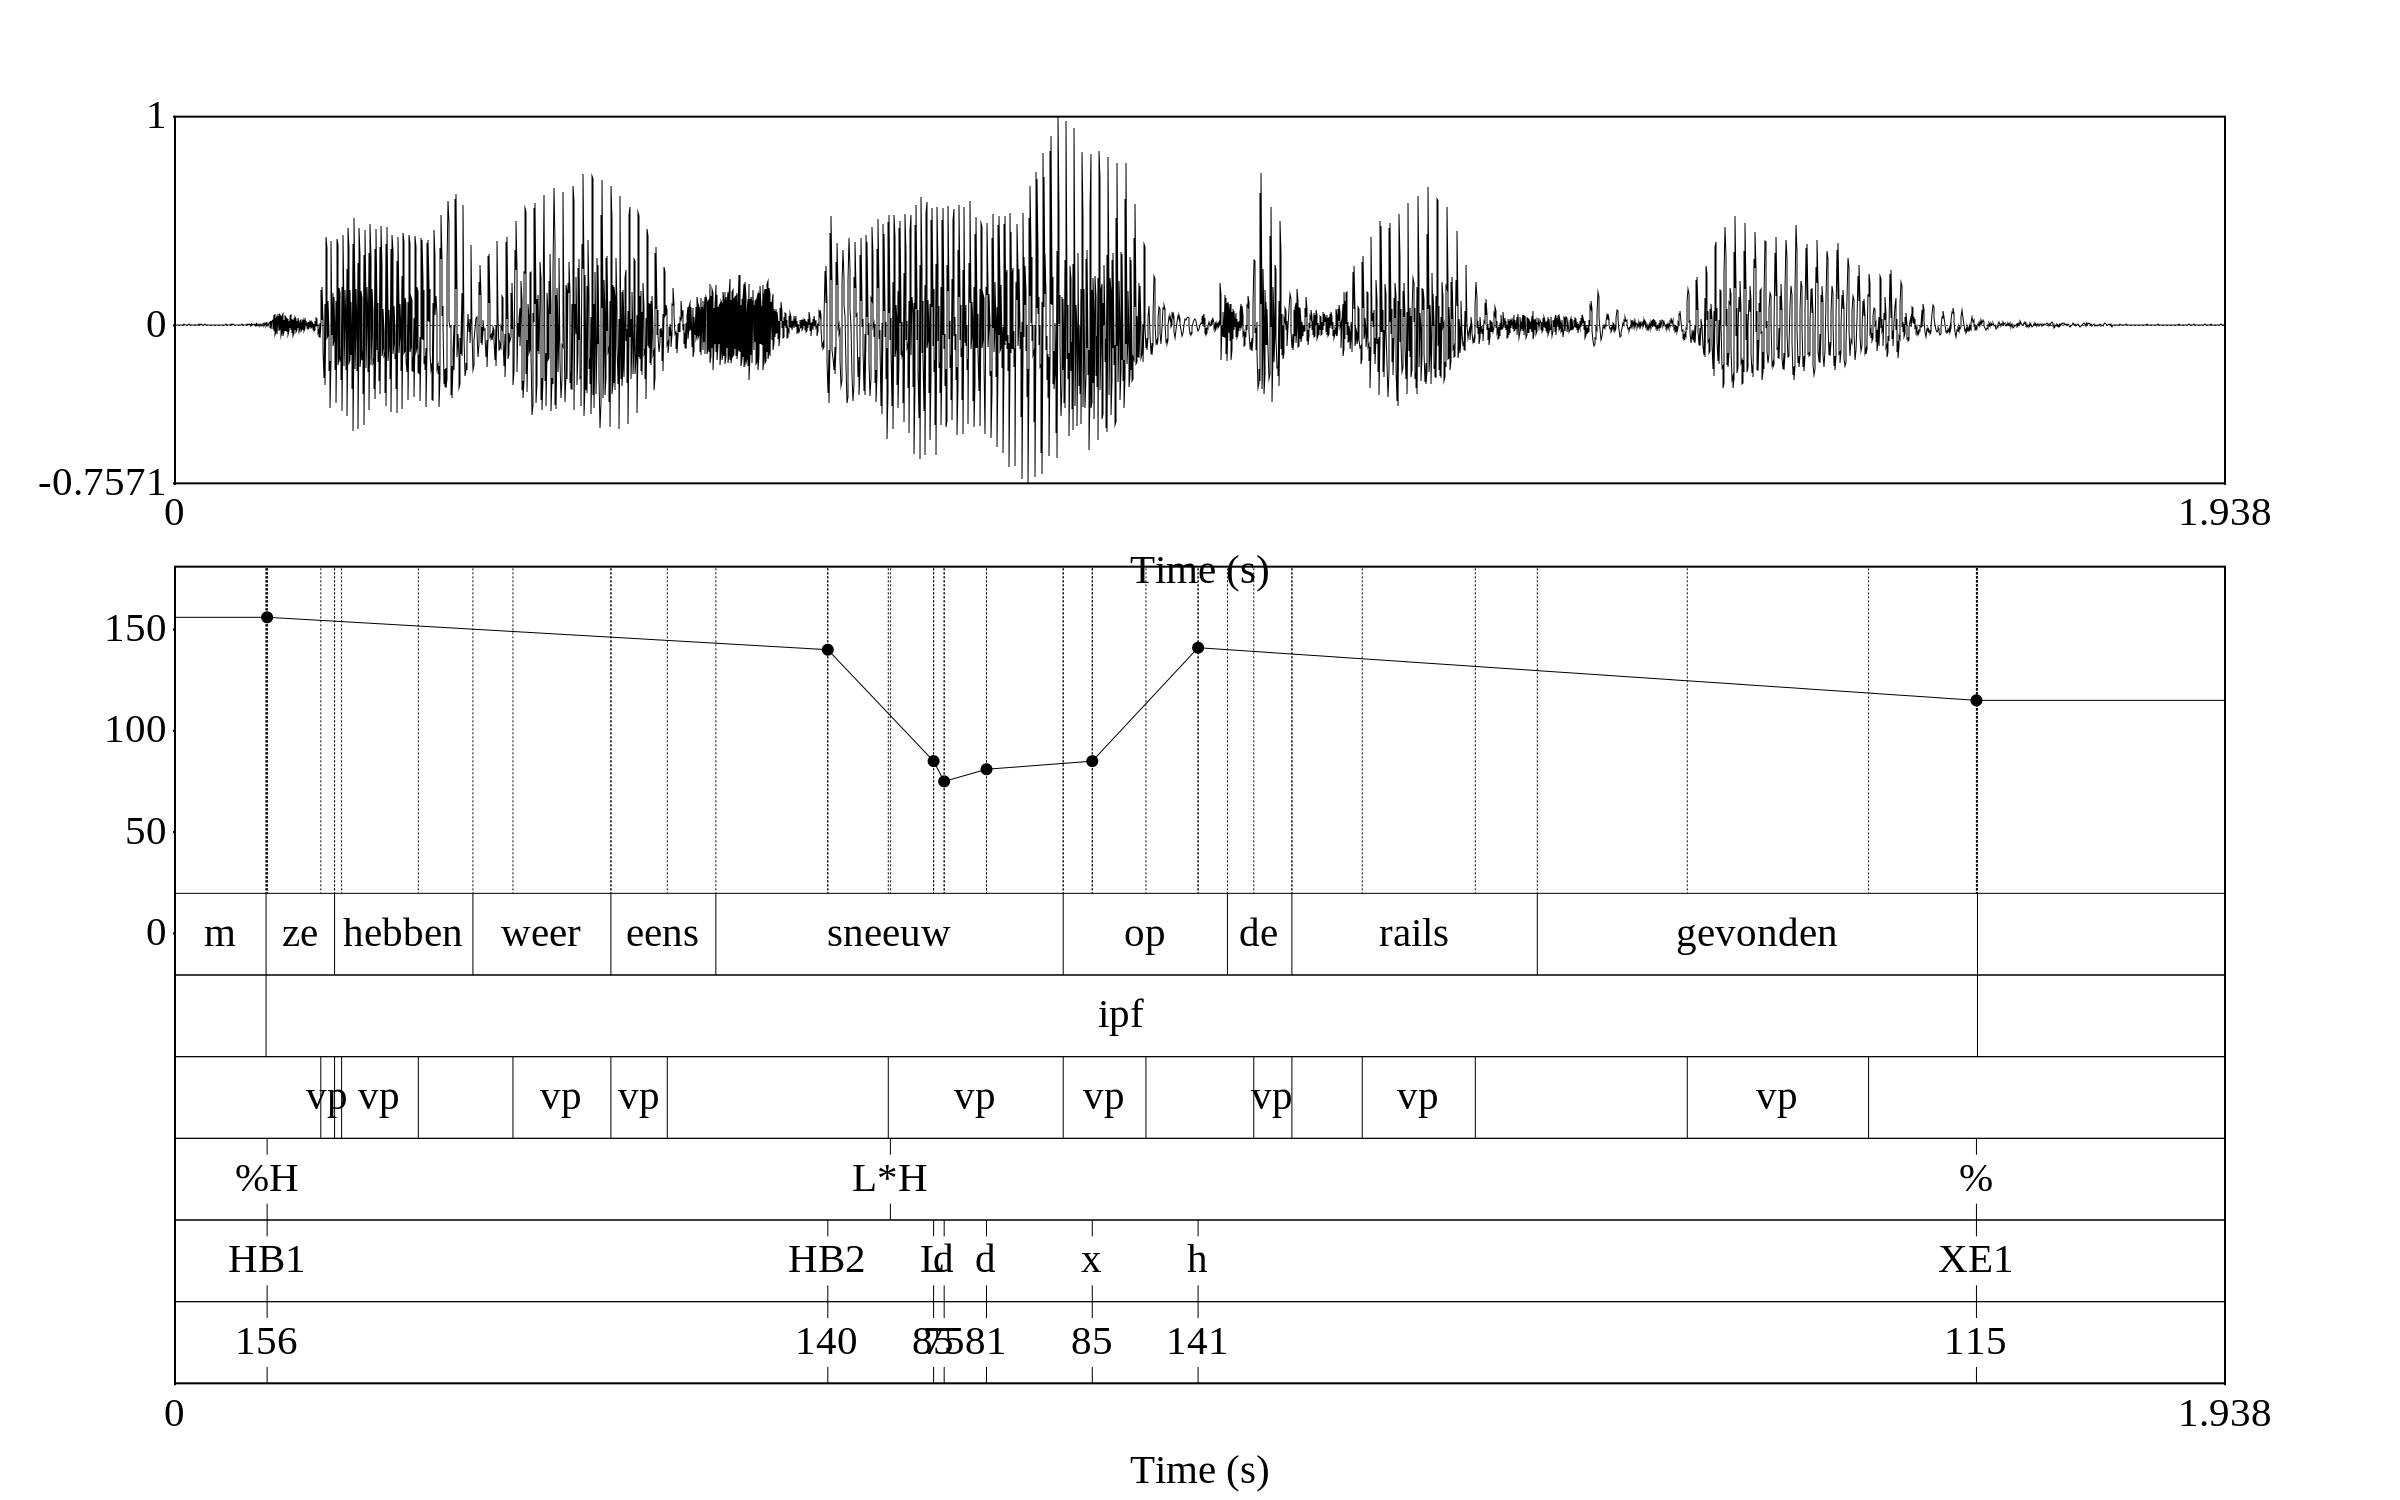 1
0
-0.7571
0 1.938
Time (s)
150
100
50
0
m ze hebben weer eens sneeuw op de rails gevonden
ipf
vp vp vp vp vp vp vp vp vp
%H L*H %
HB1 HB2 L d d x h XE1
156 140 85 75 81 85 141 115
0 1.938
Time (s)